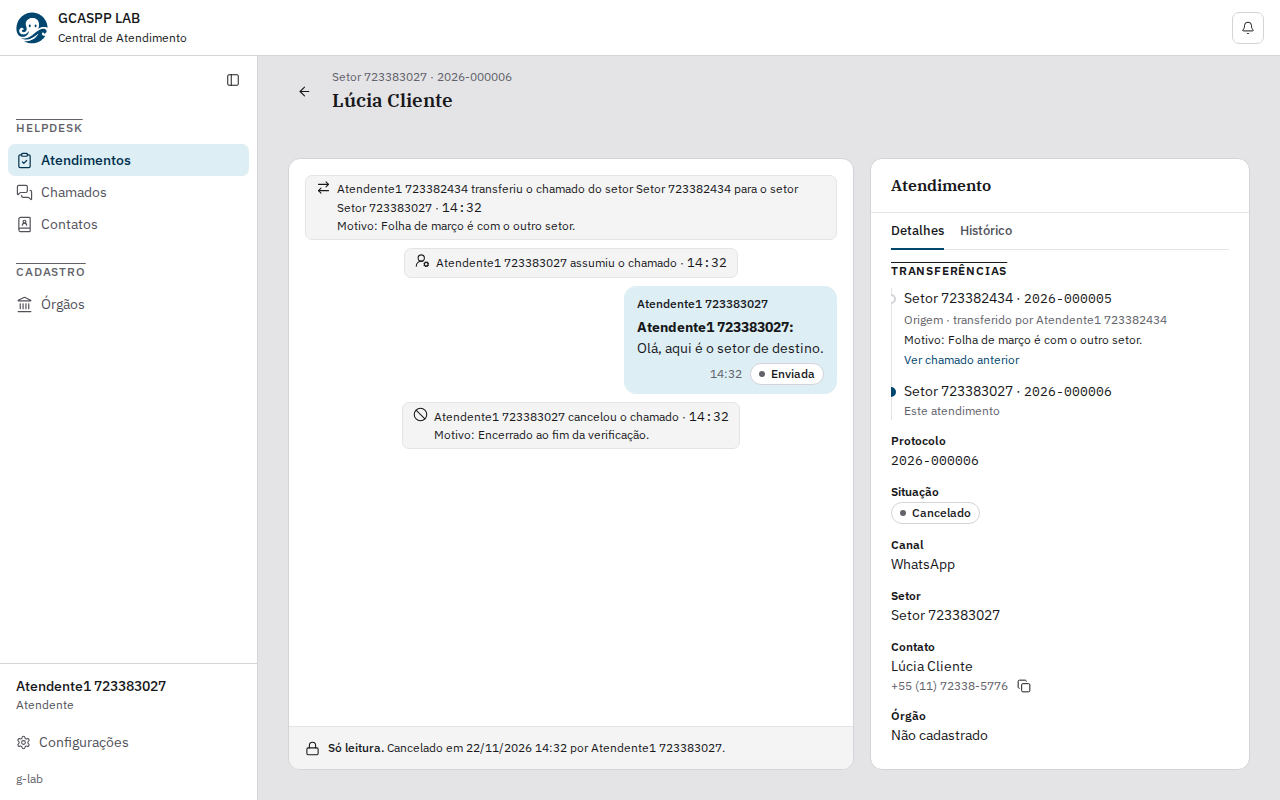 GCASPP LAB
Central de Atendimento
HELPDESK
Atendimentos
Chamados
Contatos
CADASTRO
Órgãos
Atendente1 723383027
Atendente
Configurações
g-lab
Setor 723383027 · 2026-000006
Lúcia Cliente
Atendente1 723382434 transferiu o chamado do setor Setor 723382434 para o setor
Setor 723383027 · 14:32
Motivo: Folha de março é com o outro setor.
Atendente1 723383027 assumiu o chamado · 14:32
Atendente1 723383027
Atendente1 723383027:
Olá, aqui é o setor de destino.
14:32 Enviada
Atendente1 723383027 cancelou o chamado · 14:32
Motivo: Encerrado ao fim da verificação.
Só leitura. Cancelado em 22/11/2026 14:32 por Atendente1 723383027.
Atendimento
Detalhes Histórico
TRANSFERÊNCIAS
Setor 723382434 · 2026-000005
Origem · transferido por Atendente1 723382434
Motivo: Folha de março é com o outro setor.
Ver chamado anterior
Setor 723383027 · 2026-000006
Este atendimento
Protocolo
2026-000006
Situação
Cancelado
Canal
WhatsApp
Setor
Setor 723383027
Contato
Lúcia Cliente
+55 (11) 72338-5776
Órgão
Não cadastrado